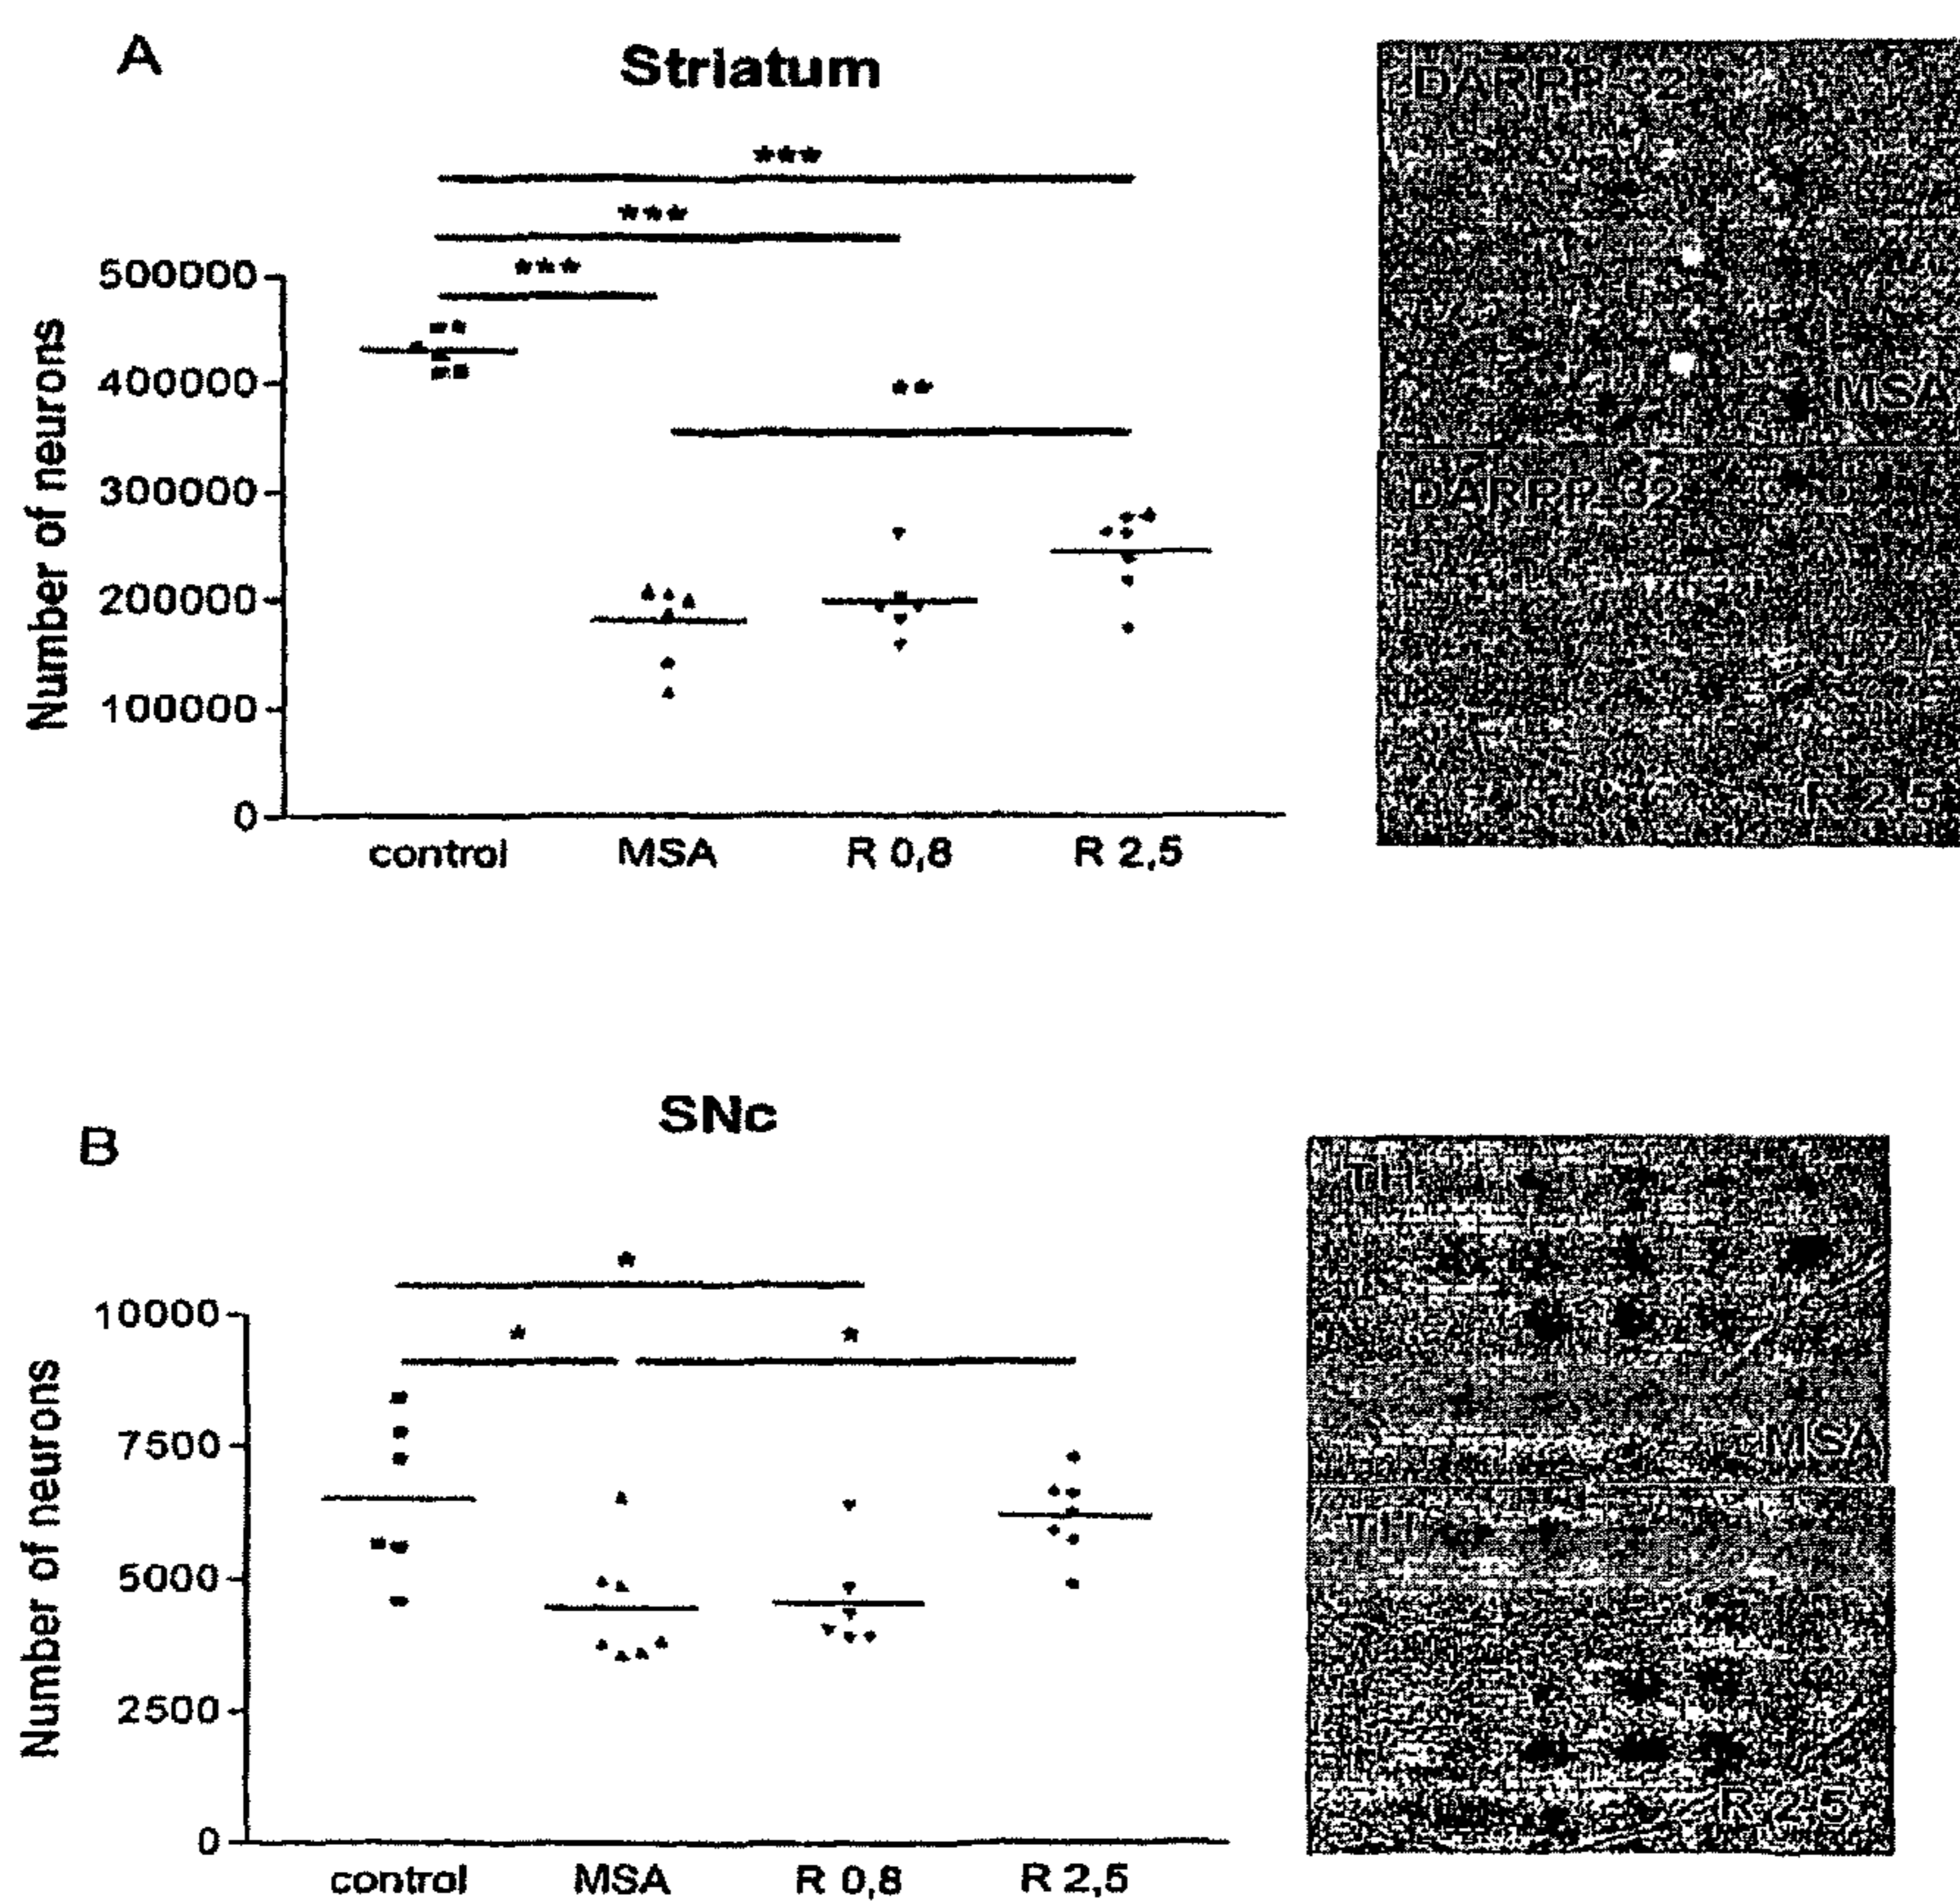 A
Striatum
***
***
***
**
500000
400000
300000
200000
100000
0
Number of neurons
control MSA R 0,8 R 2,5
DARPP 32
MSA
DARPP 32
R 2,5
B
SNc
*
* *
10000
7500
5000
2500
0
Number of neurons
control MSA R 0,8 R 2,5
TH
MSA
TH
R 2,5